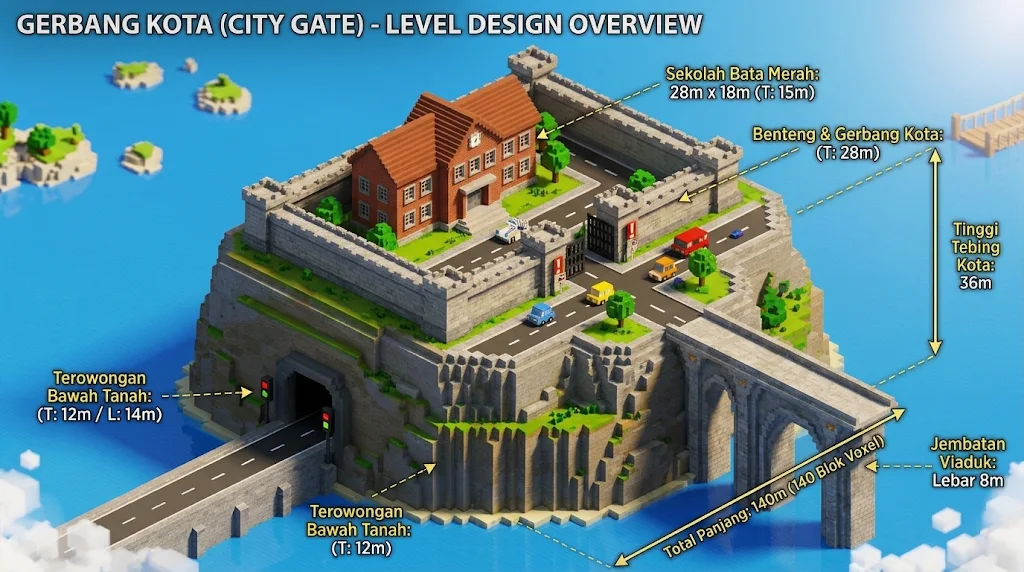 GERBANG KOTA (CITY GATE) - LEVEL DESIGN OVERVIEW
Sekolah Bata Merah:
28m x 18m (T: 15m)
Benteng & Gerbang Kota:
(T: 28m)
Tinggi
Tebing
Kota:
36m
Terowongan
Bawah Tanah:
(T: 12m / L: 14m)
Terowongan
Bawah Tanah:
(T: 12m)
Total Panjang: 140m (140 Blok Voxel)
Jembatan
Viaduk:
Lebar 8m